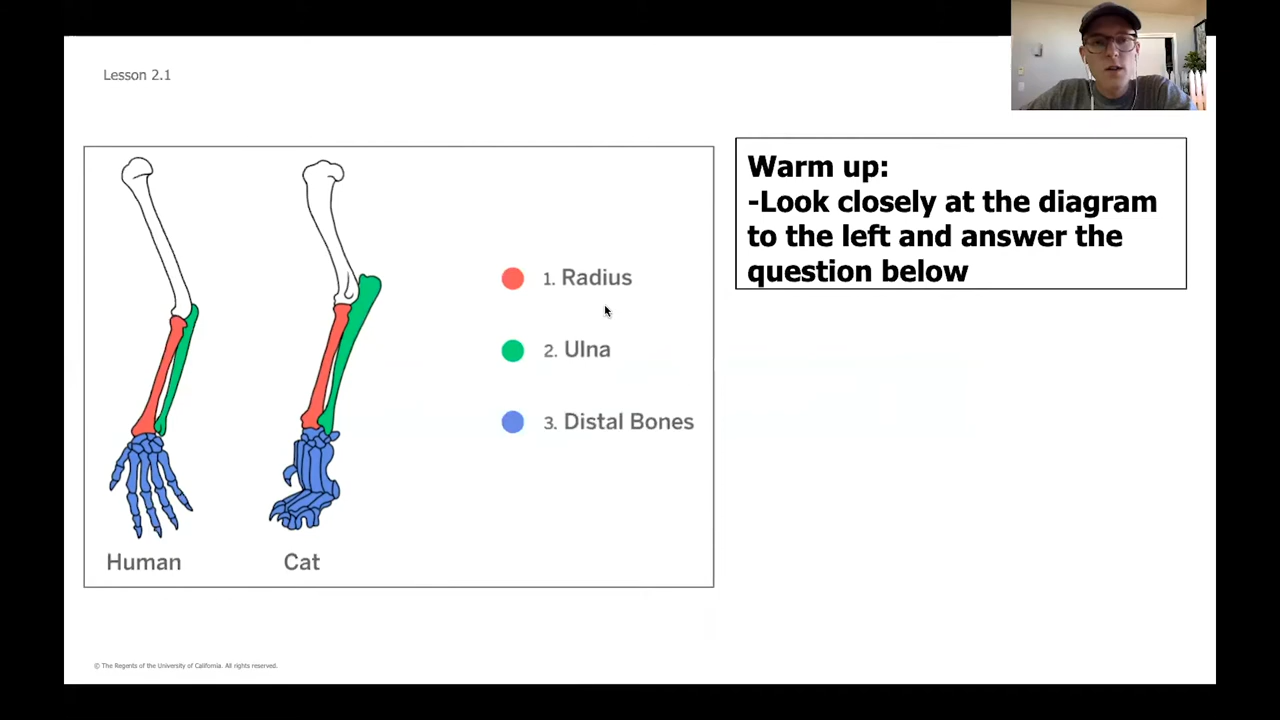 Lesson 2.1
Warm up:
-Look closely at the diagram
to the left and answer the
question below
1. Radius
2. Ulna
3. Distal Bones
Human
Cat
© The Regents of the University of California. All rights reserved.